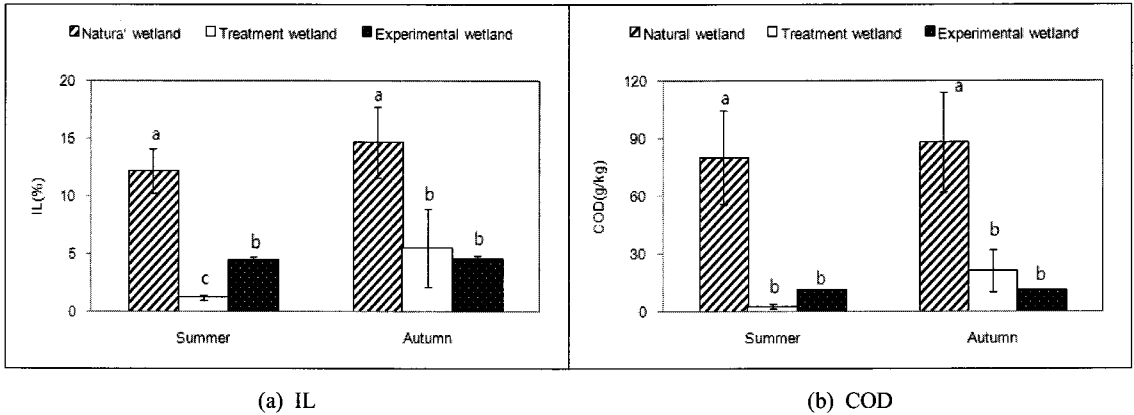 Natura' wetland Treatment wetland Experimental wetland
20
15
10
5
0
IL(%)
a
c
b
a
b
b
Summer Autumn
(a) IL
Natural wetland Treatment wetland Experimental wetland
120
90
60
30
0
COD(g/kg)
a
b
b
a
b
b
Summer Autumn
(b) COD